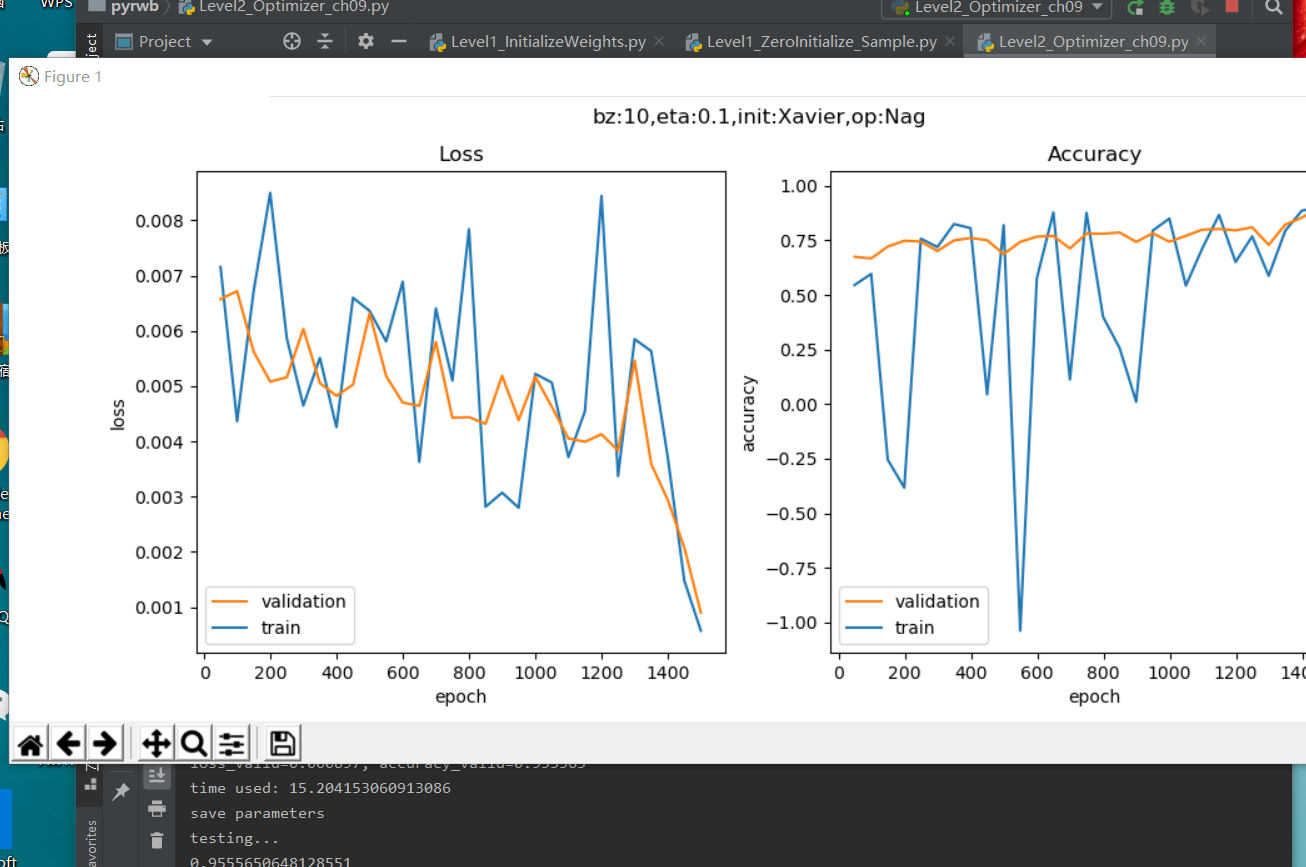 WPS
pyrwb
Level2_Optimizer_ch09.py
Level2_Optimizer_ch09
Project
Level1_InitializeWeights.py
Level1_ZeroInitialize_Sample.py
Level2_Optimizer_ch09.py
Figure 1
bz:10,eta:0.1,init:Xavier,op:Nag
Loss
0.008
0.007
0.006
0.005
0.004
0.003
0.002
0.001
loss
validation
train
0 200 400 600 800 1000 1200 1400
epoch
Accuracy
1.00
0.75
0.50
0.25
0.00
−0.25
−0.50
−0.75
−1.00
accuracy
validation
train
0 200 400 600 800 1000 1200 140
epoch
time used: 15.204153060913086
save parameters
testing...
0.9555650648128551
avorites
oft